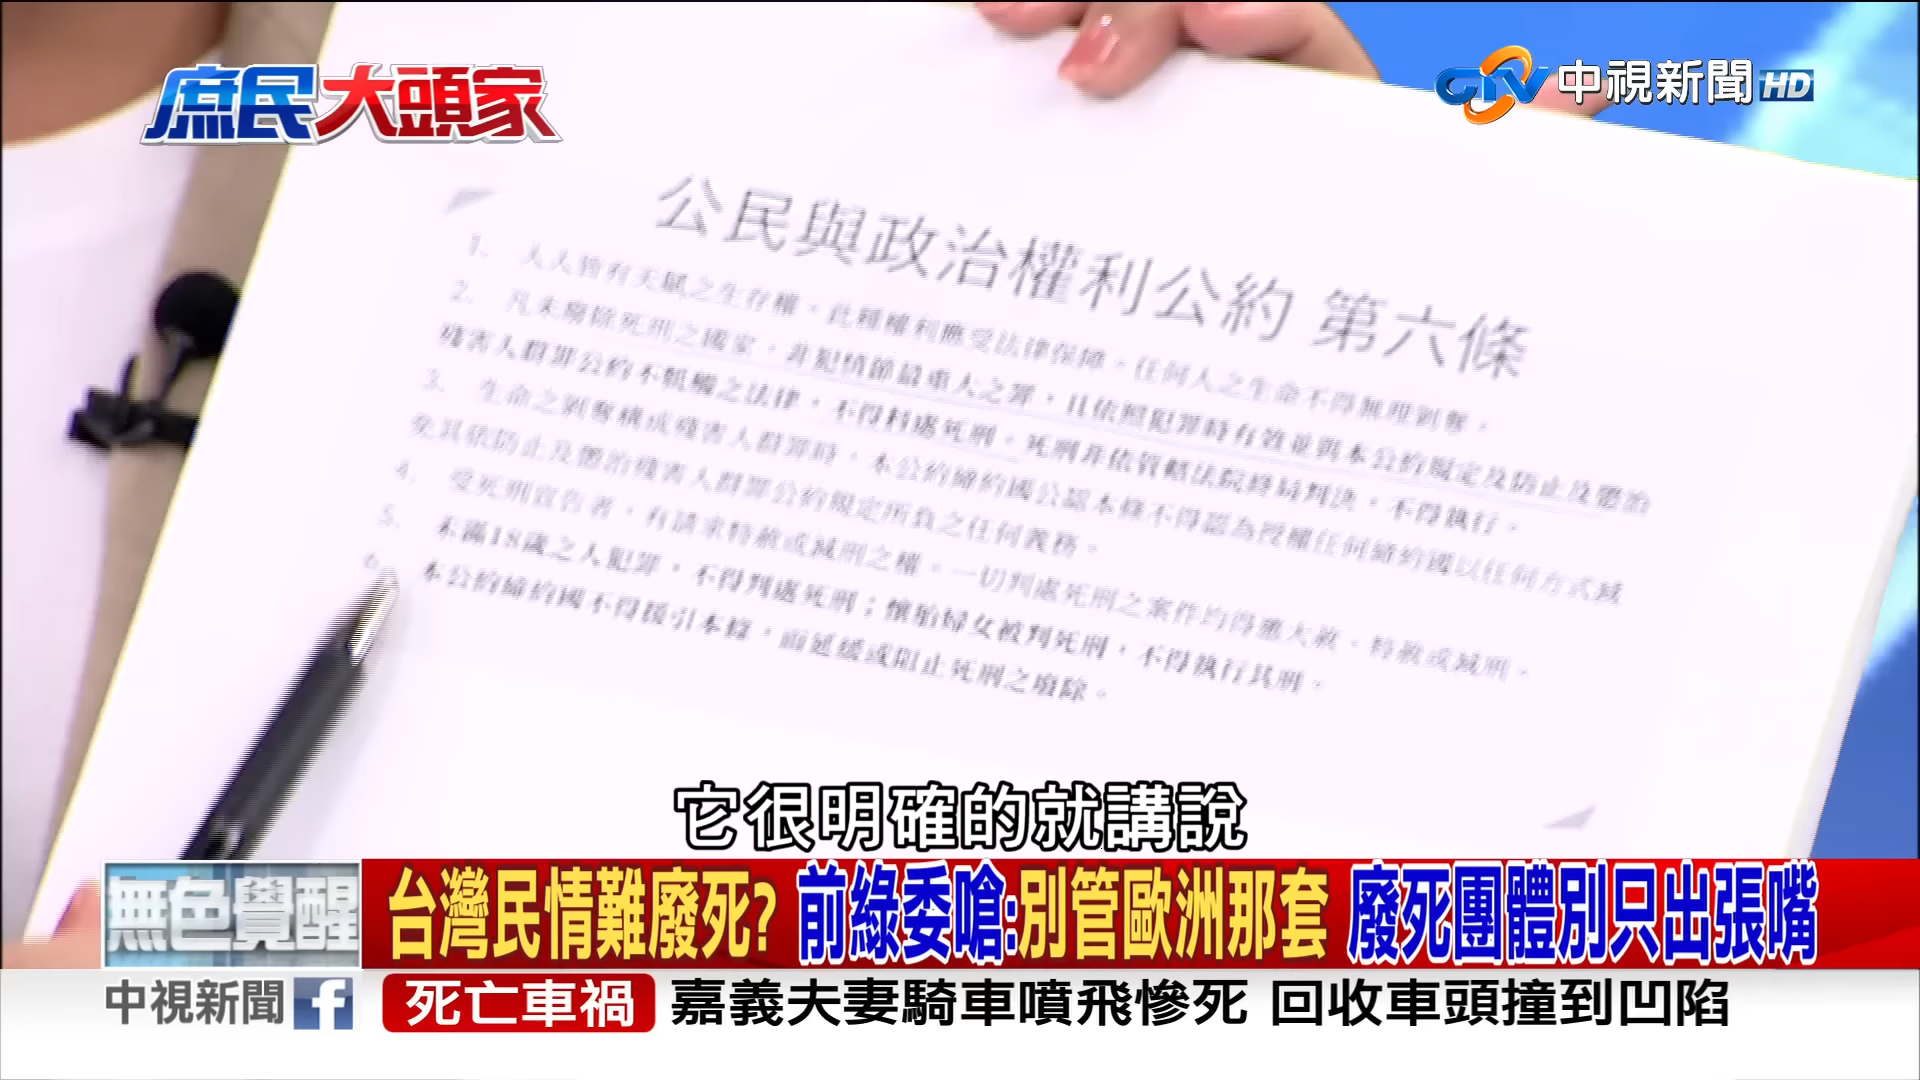 庶民大頭家
CTV中視新聞HD
公民與政治權利公約 第六條
1. 人人皆有天賦之生存權。此種權利應受法律保障。任何人之生命不得無理剝奪。
2. 凡未廢除死刑之國家，非犯情節最重大之罪，且依照犯罪時有效並與本公約規定及防止及懲治
殘害人群罪公約不牴觸之法律，不得科處死刑。死刑非依管轄法院終局判決，不得執行。
3. 生命之剝奪構成殘害人群罪時，本公約締約國公認本條不得認為授權任何締約國以任何方式減
免其依防止及懲治殘害人群罪公約規定所負之任何義務。
4. 受死刑宣告者，有請求特赦或減刑之權。一切判處死刑之案件均得邀大赦、特赦或減刑。
5. 未滿18歲之人犯罪，不得判處死刑；懷胎婦女被判死刑，不得執行其刑。
6. 本公約締約國不得援引本條，而延緩或阻止死刑之廢除。
它很明確的就講說
無色覺醒
台灣民情難廢死? 前綠委嗆:別管歐洲那套 廢死團體別只出張嘴
中視新聞 f
死亡車禍 嘉義夫妻騎車噴飛慘死 回收車頭撞到凹陷